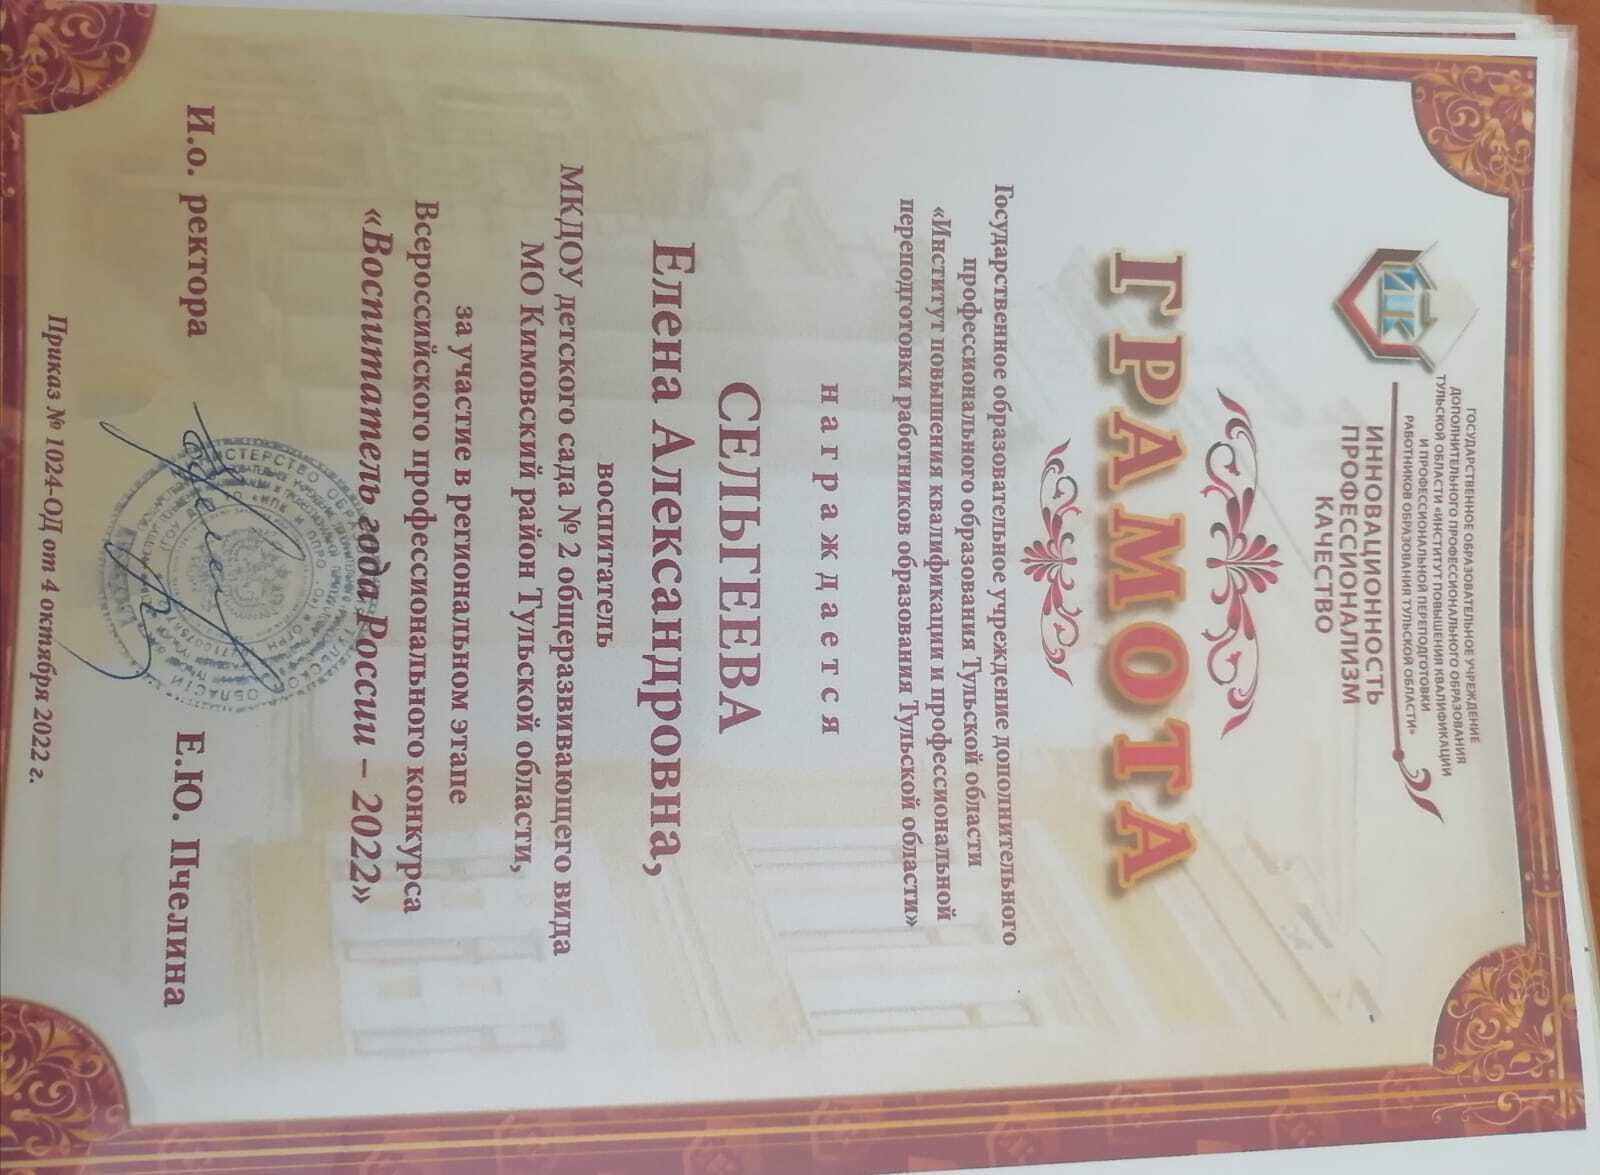 ГОСУДАРСТВЕННОЕ ОБРАЗОВАТЕЛЬНОЕ УЧРЕЖДЕНИЕ
ДОПОЛНИТЕЛЬНОГО ПРОФЕССИОНАЛЬНОГО ОБРАЗОВАНИЯ
ТУЛЬСКОЙ ОБЛАСТИ «ИНСТИТУТ ПОВЫШЕНИЯ КВАЛИФИКАЦИИ
И ПРОФЕССИОНАЛЬНОЙ ПЕРЕПОДГОТОВКИ
РАБОТНИКОВ ОБРАЗОВАНИЯ ТУЛЬСКОЙ ОБЛАСТИ»
ИННОВАЦИОННОСТЬ
ПРОФЕССИОНАЛИЗМ
КАЧЕСТВО
ГРАМОТА
Государственное образовательное учреждение дополнительного
профессионального образования Тульской области
«Институт повышения квалификации и профессиональной
переподготовки работников образования Тульской области»
награждается
СЕЛЬГЕЕВА
Елена Александровна,
воспитатель
МКДОУ детского сада № 2 общеразвивающего вида
МО Кимовский район Тульской области,
за участие в региональном этапе
Всероссийского профессионального конкурса
«Воспитатель года России – 2022»
И.о. ректора Е.Ю. Пчелина
Приказ № 1024-ОД от 4 октября 2022 г.